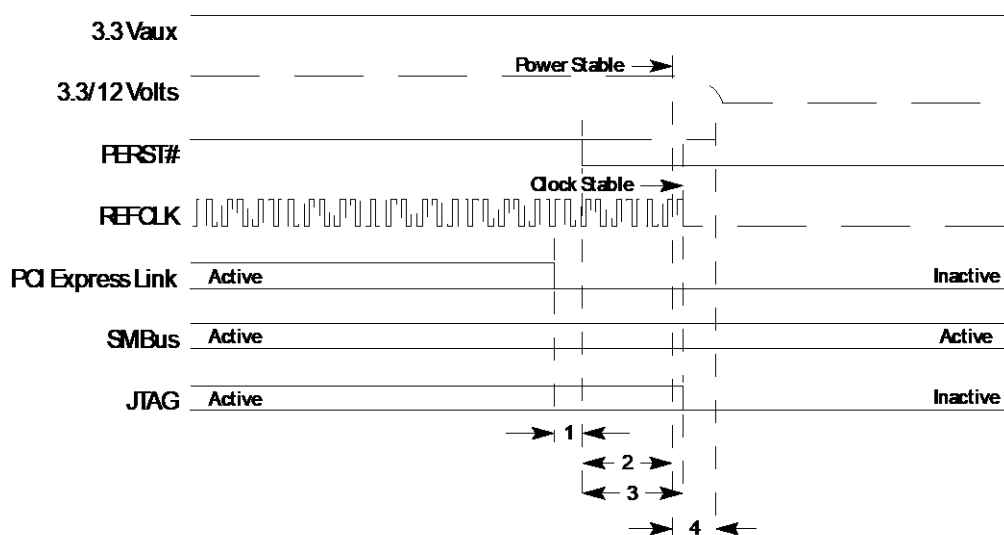 3.3 Vaux
Power Stable
3.3/12 Volts
PERST#
Clock Stable
REFCLK
PCI Express Link Active Inactive
SMBus Active Active
JTAG Active Inactive
1
2
3
4